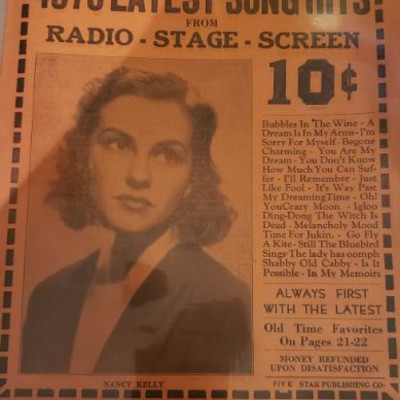 LATEST SONG HITS
FROM
RADIO - STAGE - SCREEN
10¢
Bubbles In The Wine - A
Dream Is In My Arms - I'm
Sorry For Myself - Begone
Charming - You Are My
Dream - You Don't Know
How Much You Can Suf-
fer - I'll Remember - Just
Like Fool - It's Way Past
My Dreaming Time - Oh!
You Crazy Moon - Igloo
Ding-Dong The Witch Is
Dead - Melancholy Mood
Time For Jukin. - Go Fly
A Kite - Still The Bluebird
Sings The lady has oomph
Shabby Old Cabby - Is It
Possible - In My Memoirs
ALWAYS FIRST
WITH THE LATEST
Old Time Favorites
On Pages 21-22
MONEY REFUNDED
UPON DISATISFACTION
NANCY KELLY
FIVE STAR PUBLISHING CO